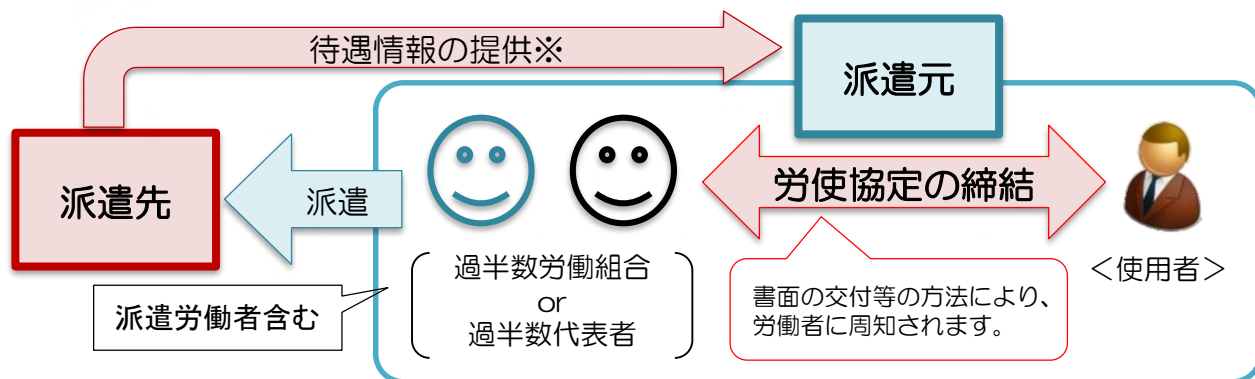 待遇情報の提供※
派遣元
派遣先
派遣
労使協定の締結
過半数労働組合
or
過半数代表者
派遣労働者含む
書面の交付等の方法により、
労働者に周知されます。
＜使用者＞